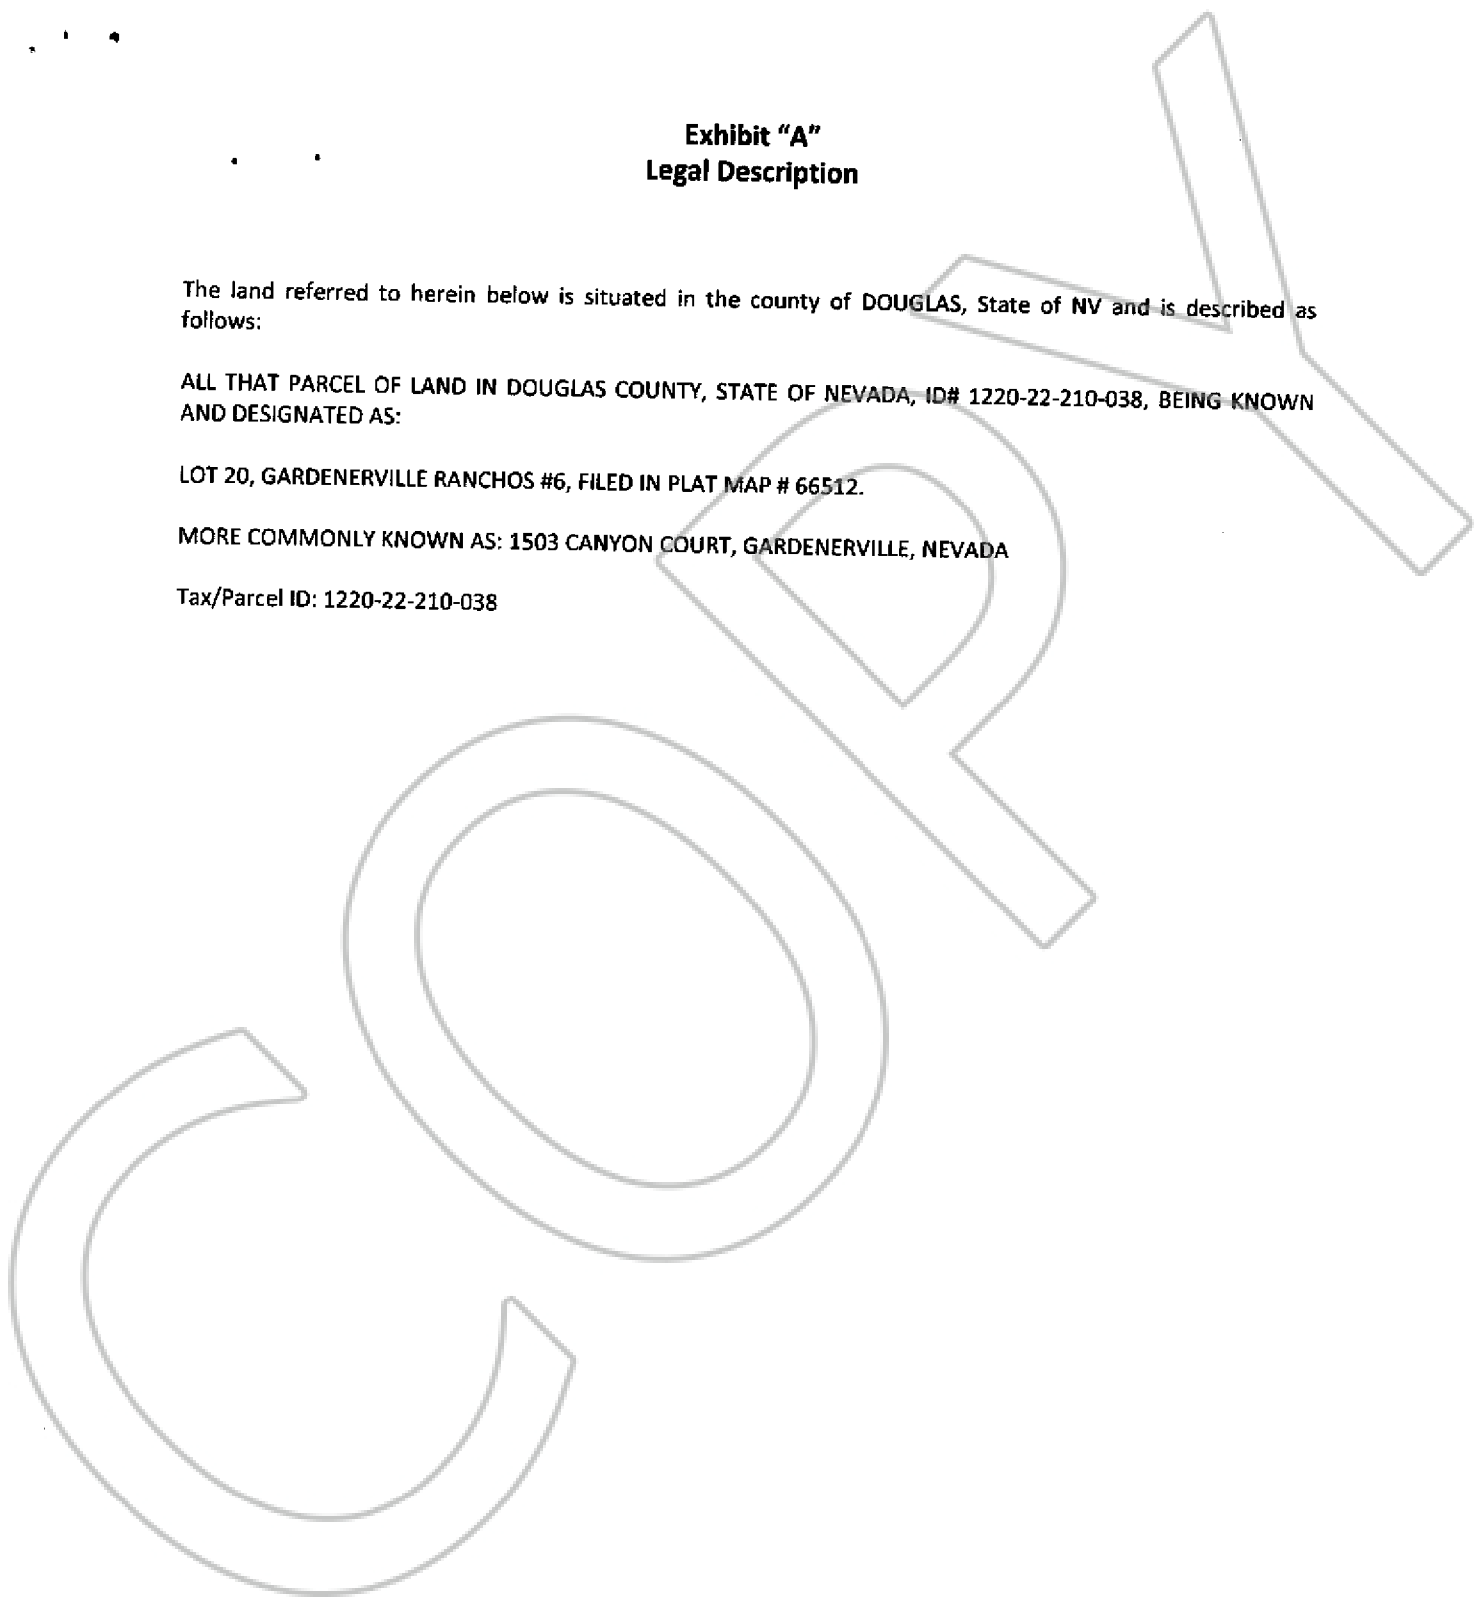 Exhibit “A”
Legal Description
The land referred to herein below is situated in the county of DOUGLAS, State of NV and is described as
follows:
ALL THAT PARCEL OF LAND IN DOUGLAS COUNTY, STATE OF NEVADA, ID# 1220-22-210-038, BEING KNOWN
AND DESIGNATED AS:
LOT 20, GARDENERVILLE RANCHOS #6, FILED IN PLAT MAP # 66512.
MORE COMMONLY KNOWN AS: 1503 CANYON COURT, GARDENERVILLE, NEVADA
Tax/Parcel ID: 1220-22-210-038
COPY